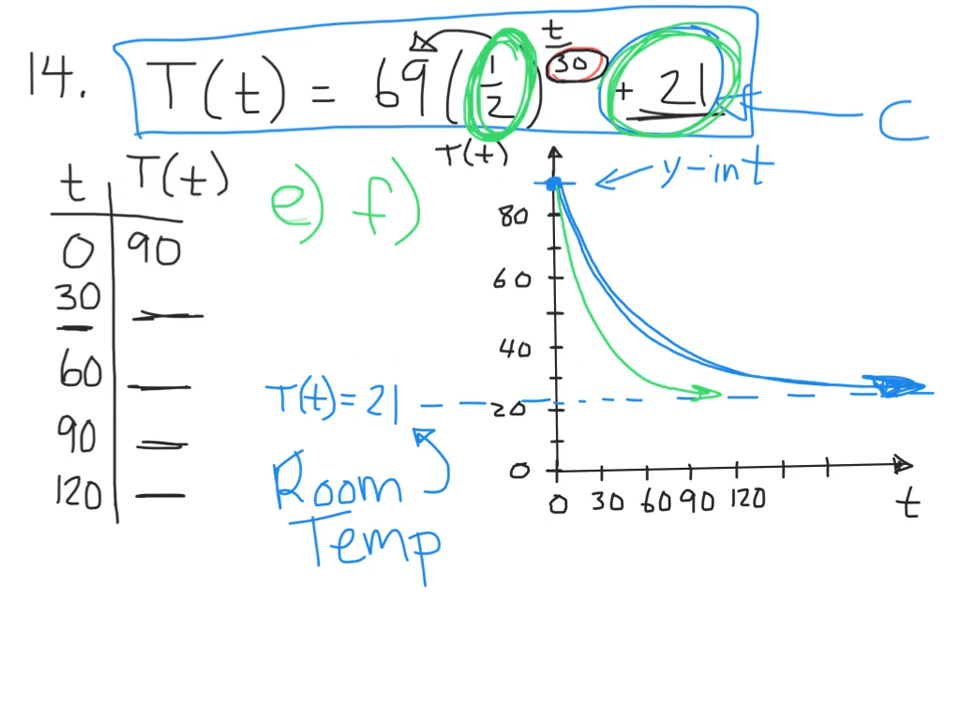 14. T(t) = 69(1/2)^(t/30) + 21
C
t T(t)
0 90
30
60
90
120
e) f)
T(t)
y-int
80
60
40
20
0
0 30 60 90 120
t
T(t) = 21
Room
Temp